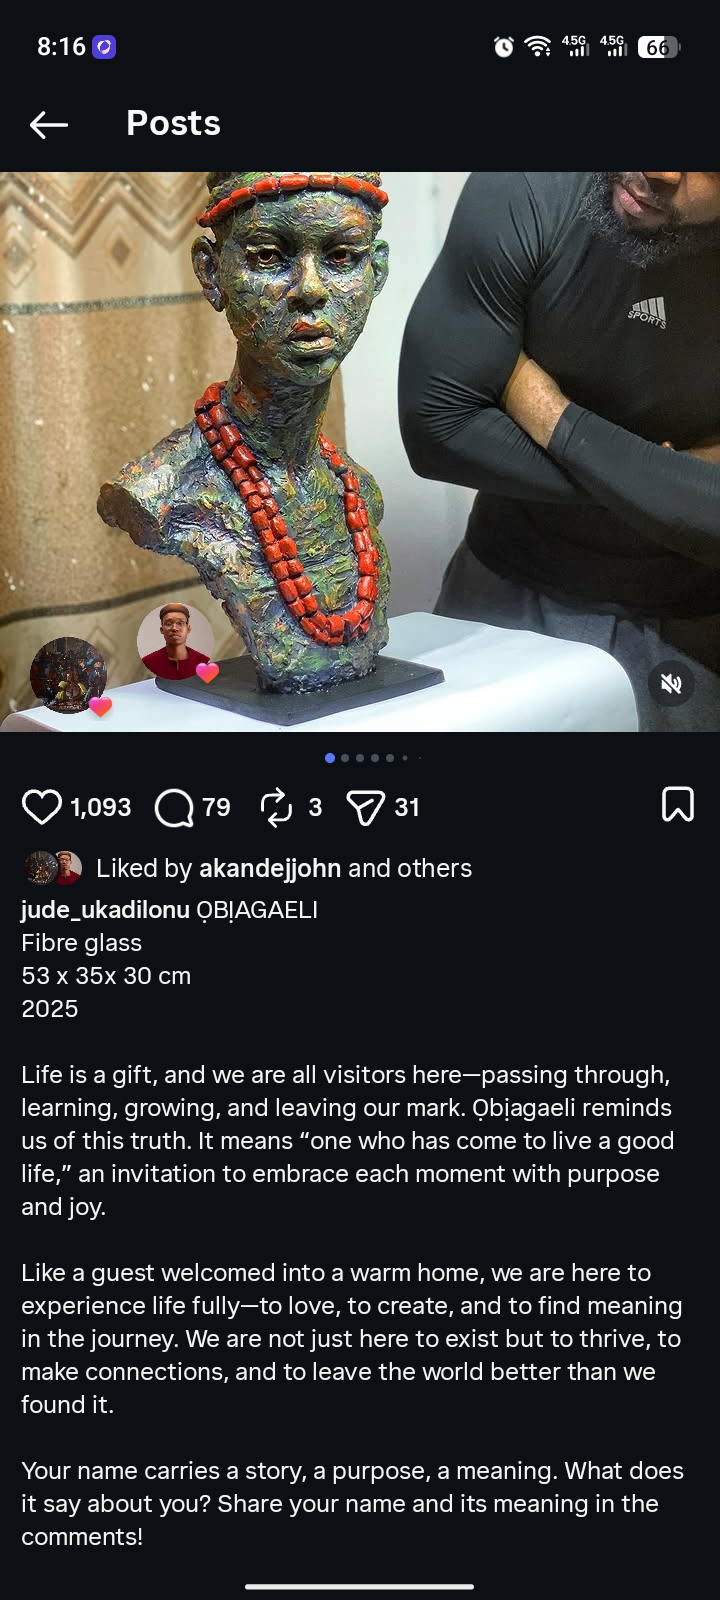 8:16
4.5G 4.5G 66
Posts
SPORTS
1,093 79 3 31
Liked by akandejjohn and others
jude_ukadilonu ỌBỊAGAELI
Fibre glass
53 x 35x 30 cm
2025
Life is a gift, and we are all visitors here—passing through,
learning, growing, and leaving our mark. Ọbịagaeli reminds
us of this truth. It means “one who has come to live a good
life,” an invitation to embrace each moment with purpose
and joy.
Like a guest welcomed into a warm home, we are here to
experience life fully—to love, to create, and to find meaning
in the journey. We are not just here to exist but to thrive, to
make connections, and to leave the world better than we
found it.
Your name carries a story, a purpose, a meaning. What does
it say about you? Share your name and its meaning in the
comments!